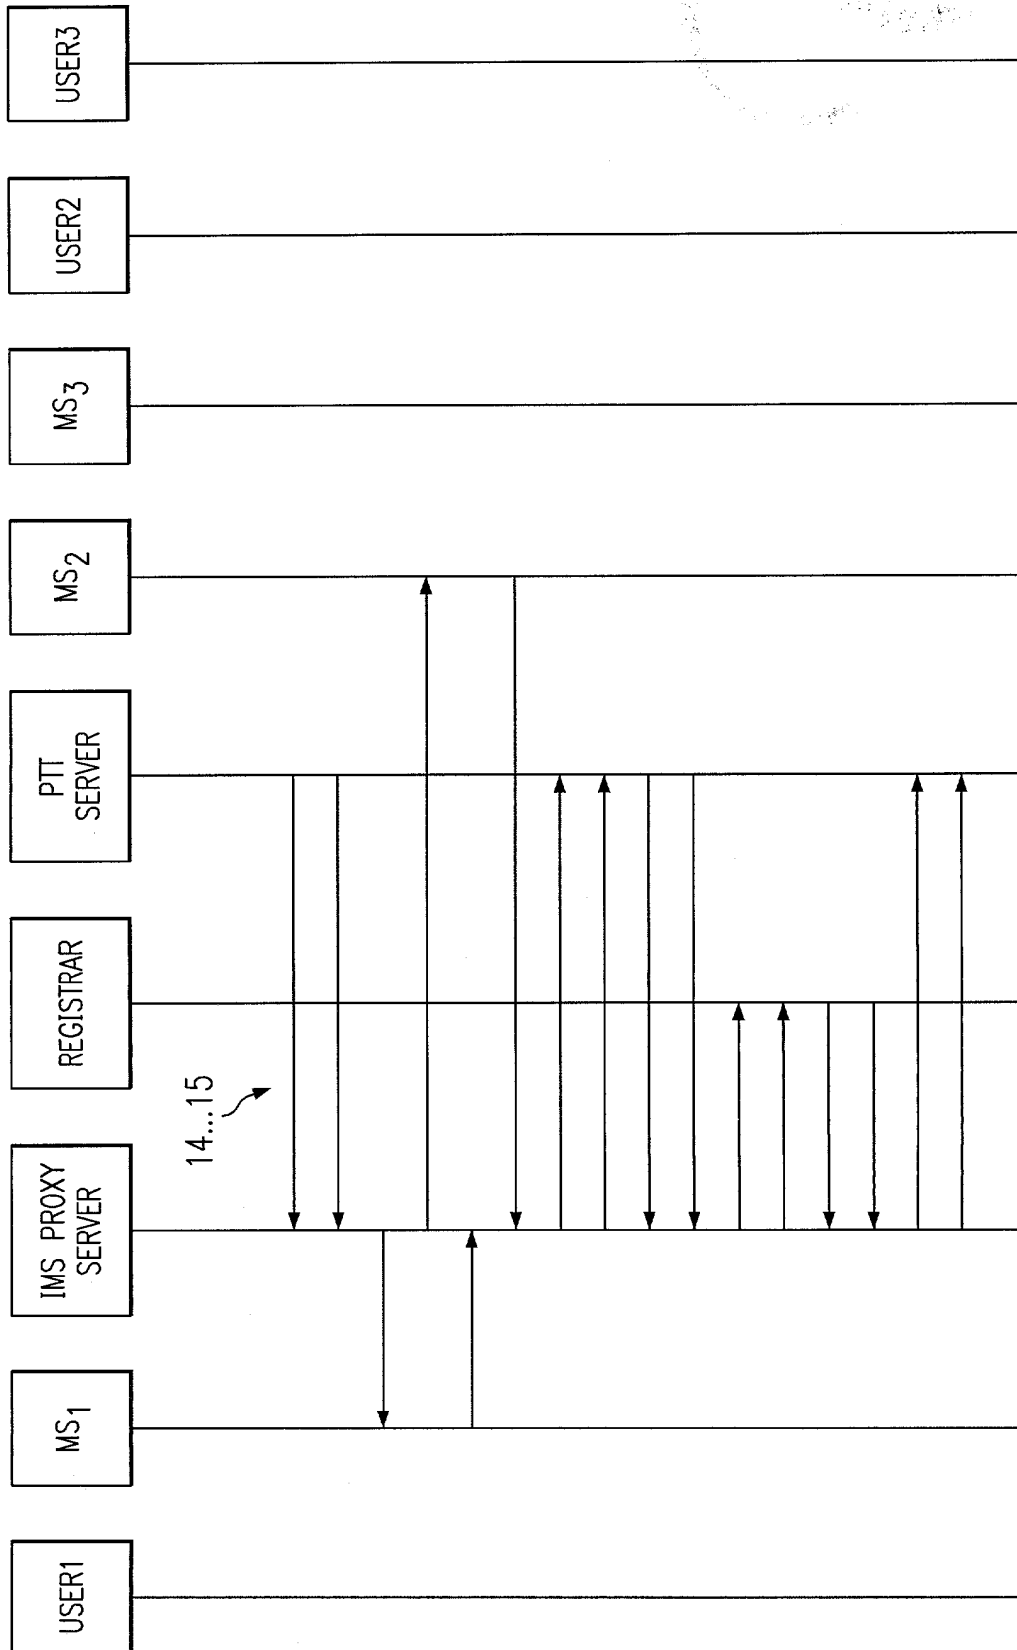 USER1
MS1
IMS PROXY
SERVER
REGISTRAR
PTT
SERVER
MS2
MS3
USER2
USER3
14...15